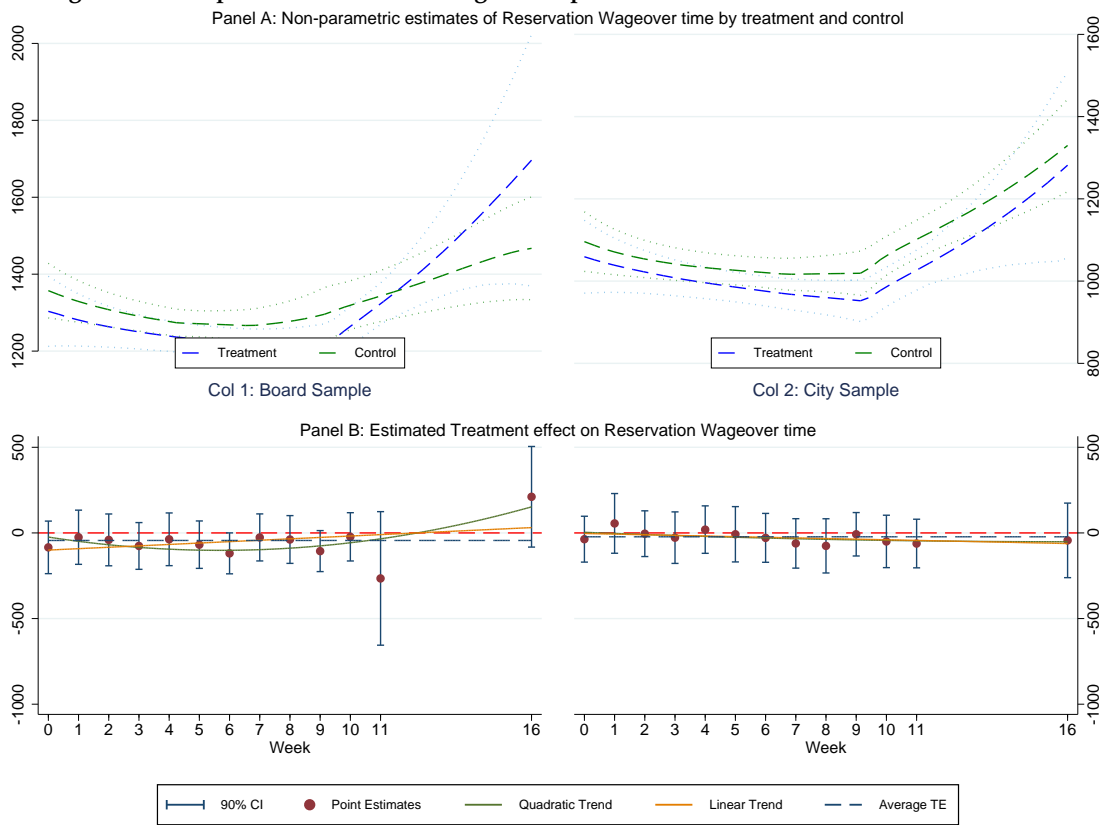 Panel A: Non-parametric estimates of Reservation Wageover time by treatment and control
2000
1800
1600
1400
1200
1600
1400
1200
1000
800
Treatment Control
Treatment Control
Col 1: Board Sample
Col 2: City Sample
Panel B: Estimated Treatment effect on Reservation Wageover time
500
0
-500
-1000
500
0
-500
-1000
0 1 2 3 4 5 6 7 8 9 10 11 16
0 1 2 3 4 5 6 7 8 9 10 11 16
Week
Week
90% CI Point Estimates Quadratic Trend Linear Trend Average TE